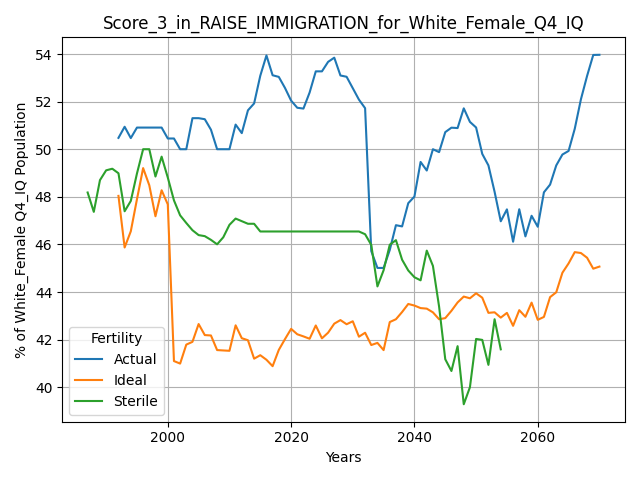 Score_3_in_RAISE_IMMIGRATION_for_White_Female_Q4_IQ
% of White_Female Q4_IQ Population
54
52
50
48
46
44
42
40
Fertility
Actual
Ideal
Sterile
2000
2020
2040
2060
Years